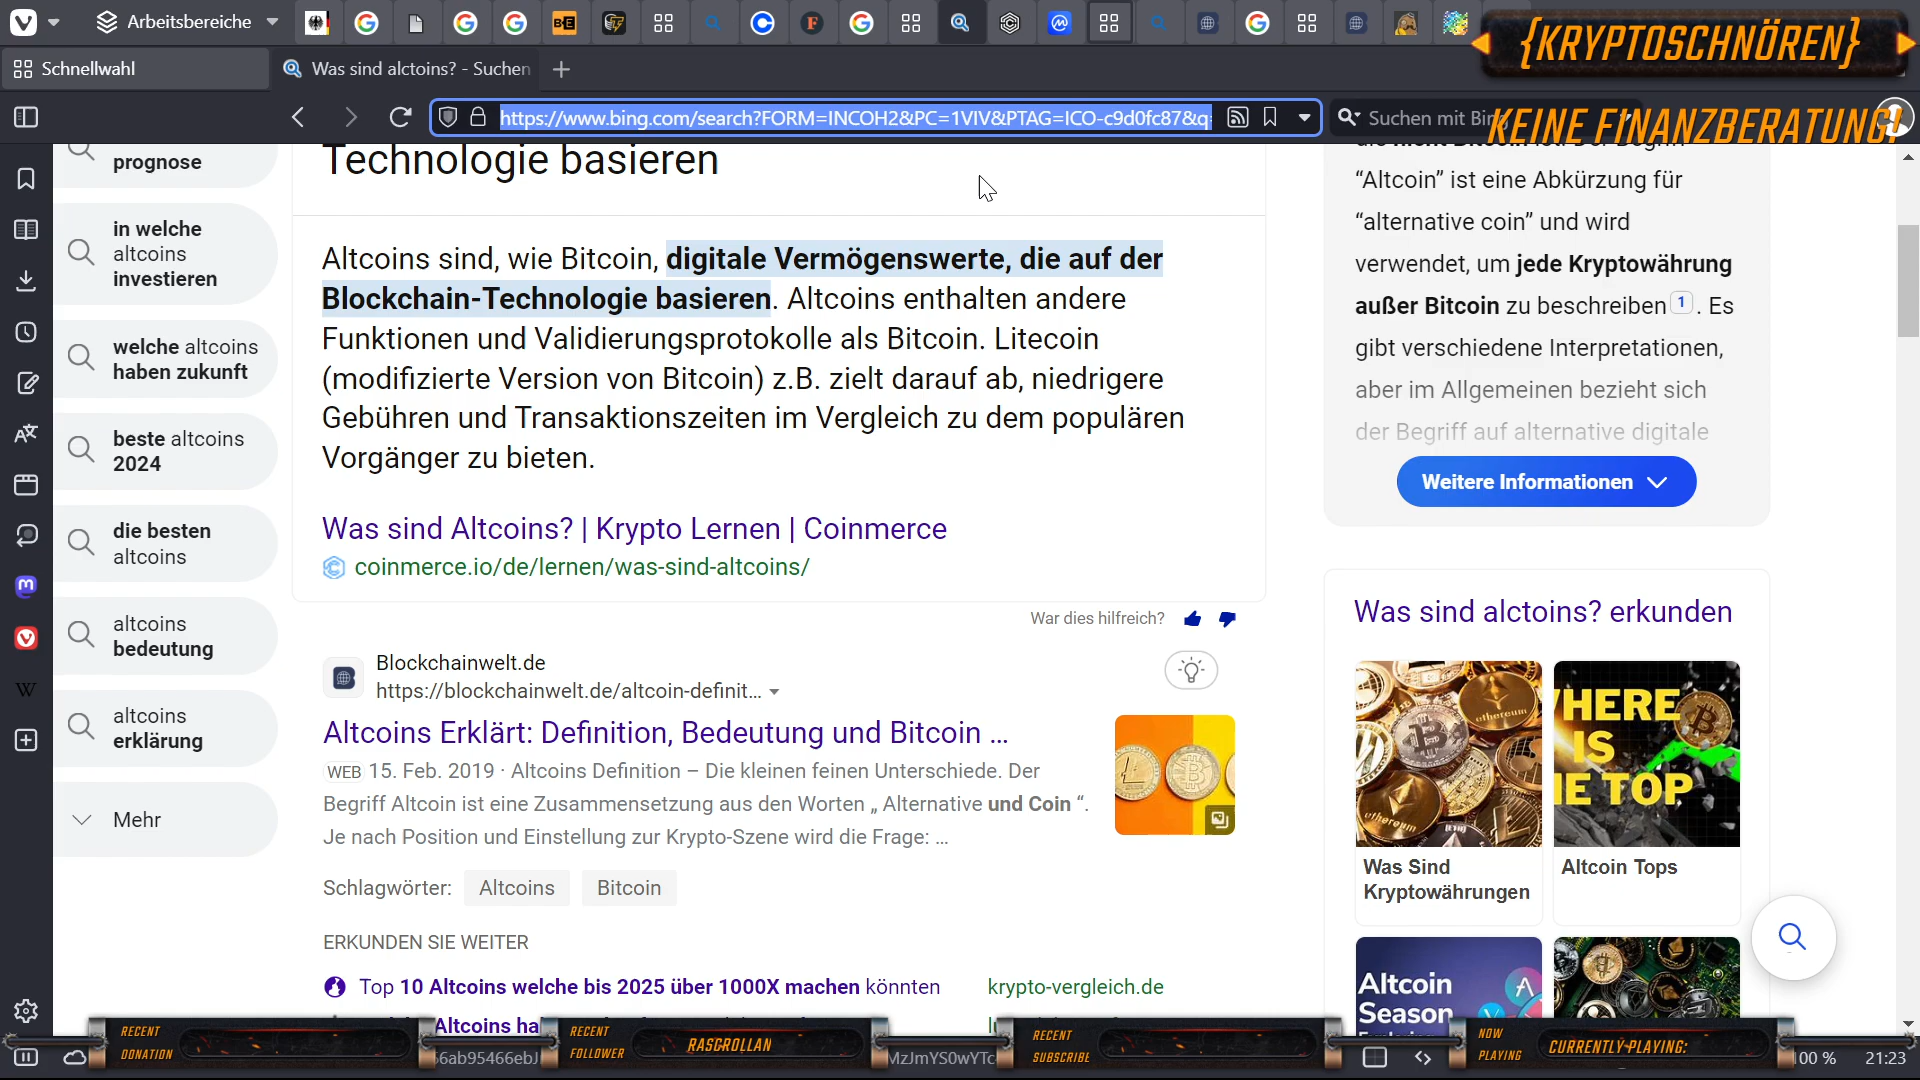 Arbeitsbereiche
{KRYPTOSCHNÖREN}
Schnellwahl
Was sind alctoins? - Suchen
https://www.bing.com/search?FORM=INCOH2&PC=1VIV&PTAG=ICO-c9d0fc87&q=
Suchen mit Bing
KEINE FINANZBERATUNG!
prognose
in welche
altcoins
investieren
welche altcoins
haben zukunft
beste altcoins
2024
die besten
altcoins
altcoins
bedeutung
altcoins
erklärung
Mehr
Technologie basieren
Altcoins sind, wie Bitcoin, digitale Vermögenswerte, die auf der
Blockchain-Technologie basieren. Altcoins enthalten andere
Funktionen und Validierungsprotokolle als Bitcoin. Litecoin
(modifizierte Version von Bitcoin) z.B. zielt darauf ab, niedrigere
Gebühren und Transaktionszeiten im Vergleich zu dem populären
Vorgänger zu bieten.
Was sind Altcoins? | Krypto Lernen | Coinmerce
coinmerce.io/de/lernen/was-sind-altcoins/
War dies hilfreich?
Blockchainwelt.de
https://blockchainwelt.de/altcoin-definit...
Altcoins Erklärt: Definition, Bedeutung und Bitcoin ...
WEB 15. Feb. 2019 · Altcoins Definition – Die kleinen feinen Unterschiede. Der
Begriff Altcoin ist eine Zusammensetzung aus den Worten „ Alternative und Coin “.
Je nach Position und Einstellung zur Krypto-Szene wird die Frage: ...
Schlagwörter: Altcoins Bitcoin
ERKUNDEN SIE WEITER
Top 10 Altcoins welche bis 2025 über 1000X machen könnten krypto-vergleich.de
Altcoins ha
“Altcoin” ist eine Abkürzung für
“alternative coin” und wird
verwendet, um jede Kryptowährung
außer Bitcoin zu beschreiben 1 . Es
gibt verschiedene Interpretationen,
aber im Allgemeinen bezieht sich
der Begriff auf alternative digitale
Weitere Informationen
Was sind alctoins? erkunden
ethereum
ethereum
HERE
IS
E TOP
Was Sind
Kryptowährungen
Altcoin Tops
Altcoin
Season
RECENT
DONATION
RECENT
FOLLOWER
RASCROLLAN
RECENT
SUBSCRIBE
NOW
PLAYING
CURRENTLY PLAYING:
6ab95466ebJ
MzJmYS0wYTc
00 %
21:23